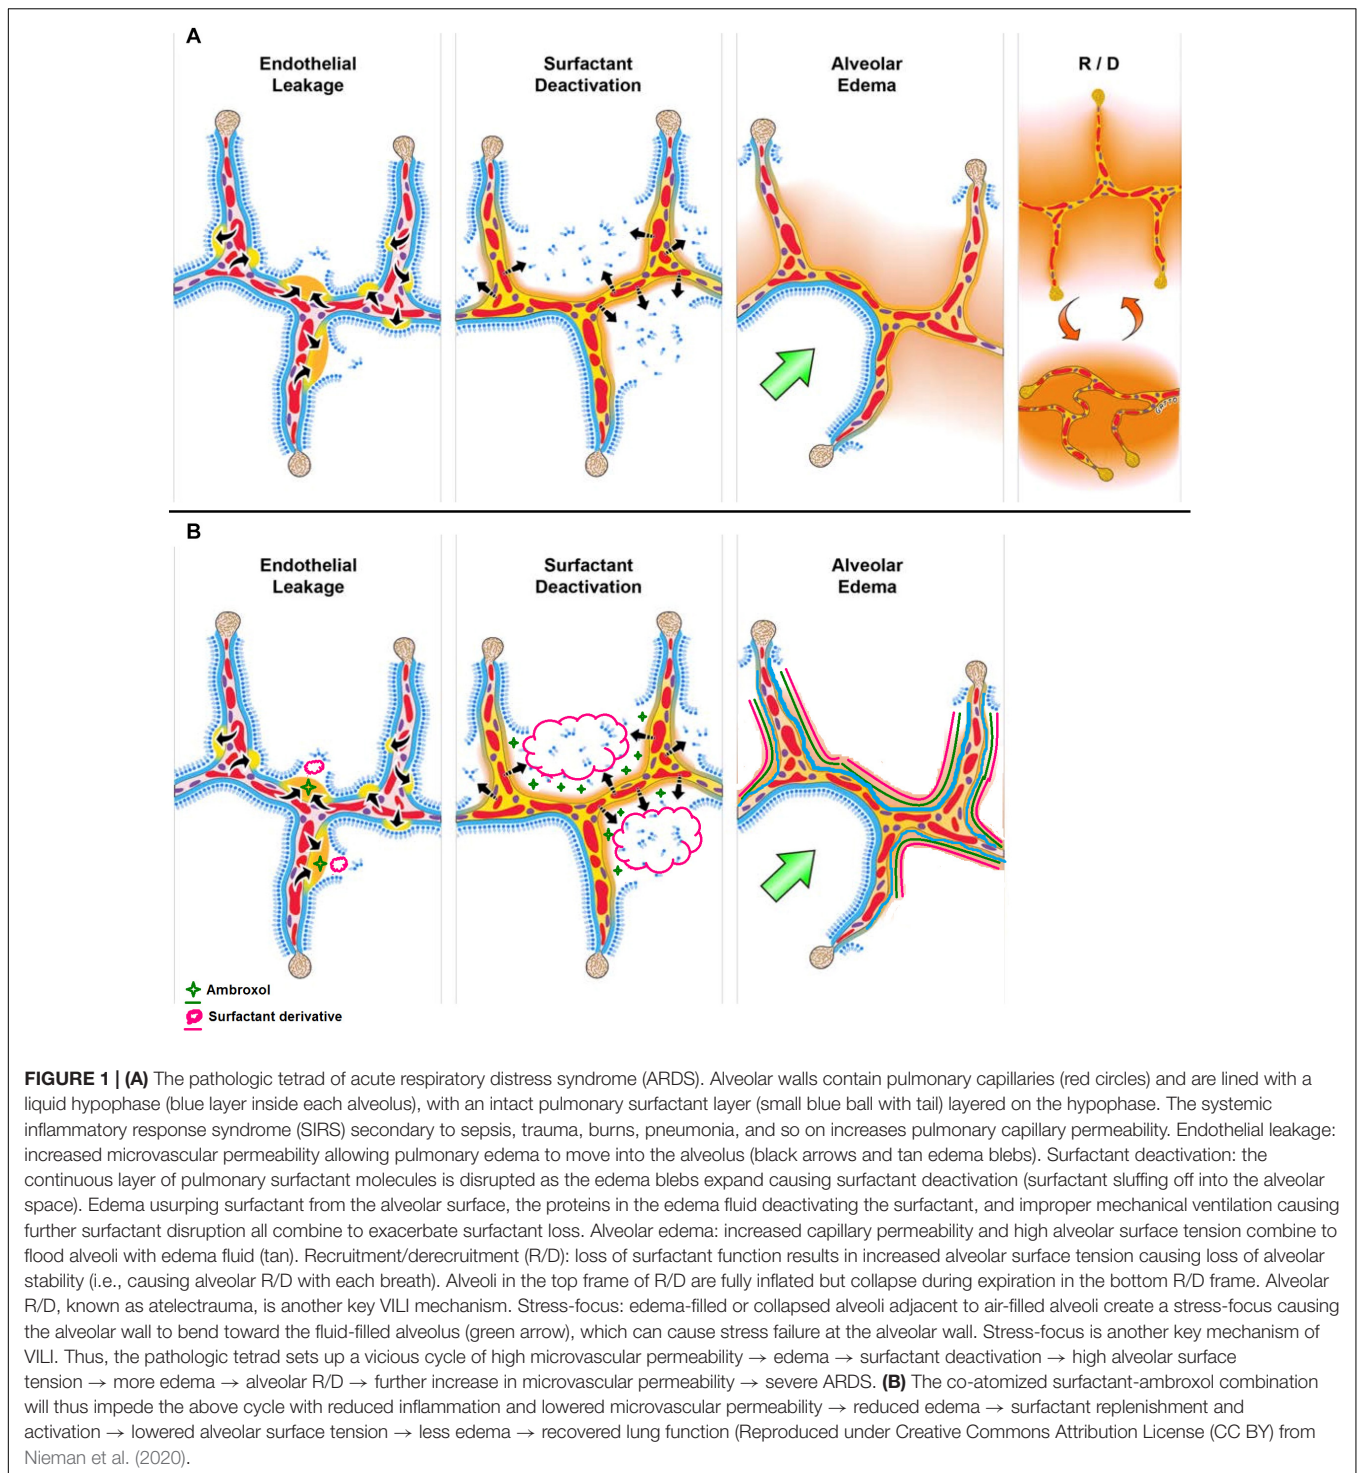 A
Endothelial
Leakage
Surfactant
Deactivation
Alveolar
Edema
R / D
GATTO
B
Endothelial
Leakage
Surfactant
Deactivation
Alveolar
Edema
Ambroxol
Surfactant derivative
FIGURE 1 | (A) The pathologic tetrad of acute respiratory distress syndrome (ARDS). Alveolar walls contain pulmonary capillaries (red circles) and are lined with a
liquid hypophase (blue layer inside each alveolus), with an intact pulmonary surfactant layer (small blue ball with tail) layered on the hypophase. The systemic
inflammatory response syndrome (SIRS) secondary to sepsis, trauma, burns, pneumonia, and so on increases pulmonary capillary permeability. Endothelial leakage:
increased microvascular permeability allowing pulmonary edema to move into the alveolus (black arrows and tan edema blebs). Surfactant deactivation: the
continuous layer of pulmonary surfactant molecules is disrupted as the edema blebs expand causing surfactant deactivation (surfactant sluffing off into the alveolar
space). Edema usurping surfactant from the alveolar surface, the proteins in the edema fluid deactivating the surfactant, and improper mechanical ventilation causing
further surfactant disruption all combine to exacerbate surfactant loss. Alveolar edema: increased capillary permeability and high alveolar surface tension combine to
flood alveoli with edema fluid (tan). Recruitment/derecruitment (R/D): loss of surfactant function results in increased alveolar surface tension causing loss of alveolar
stability (i.e., causing alveolar R/D with each breath). Alveoli in the top frame of R/D are fully inflated but collapse during expiration in the bottom R/D frame. Alveolar
R/D, known as atelectrauma, is another key VILI mechanism. Stress-focus: edema-filled or collapsed alveoli adjacent to air-filled alveoli create a stress-focus causing
the alveolar wall to bend toward the fluid-filled alveolus (green arrow), which can cause stress failure at the alveolar wall. Stress-focus is another key mechanism of
VILI. Thus, the pathologic tetrad sets up a vicious cycle of high microvascular permeability → edema → surfactant deactivation → high alveolar surface
tension → more edema → alveolar R/D → further increase in microvascular permeability → severe ARDS. (B) The co-atomized surfactant-ambroxol combination
will thus impede the above cycle with reduced inflammation and lowered microvascular permeability → reduced edema → surfactant replenishment and
activation → lowered alveolar surface tension → less edema → recovered lung function (Reproduced under Creative Commons Attribution License (CC BY) from
Nieman et al. (2020).